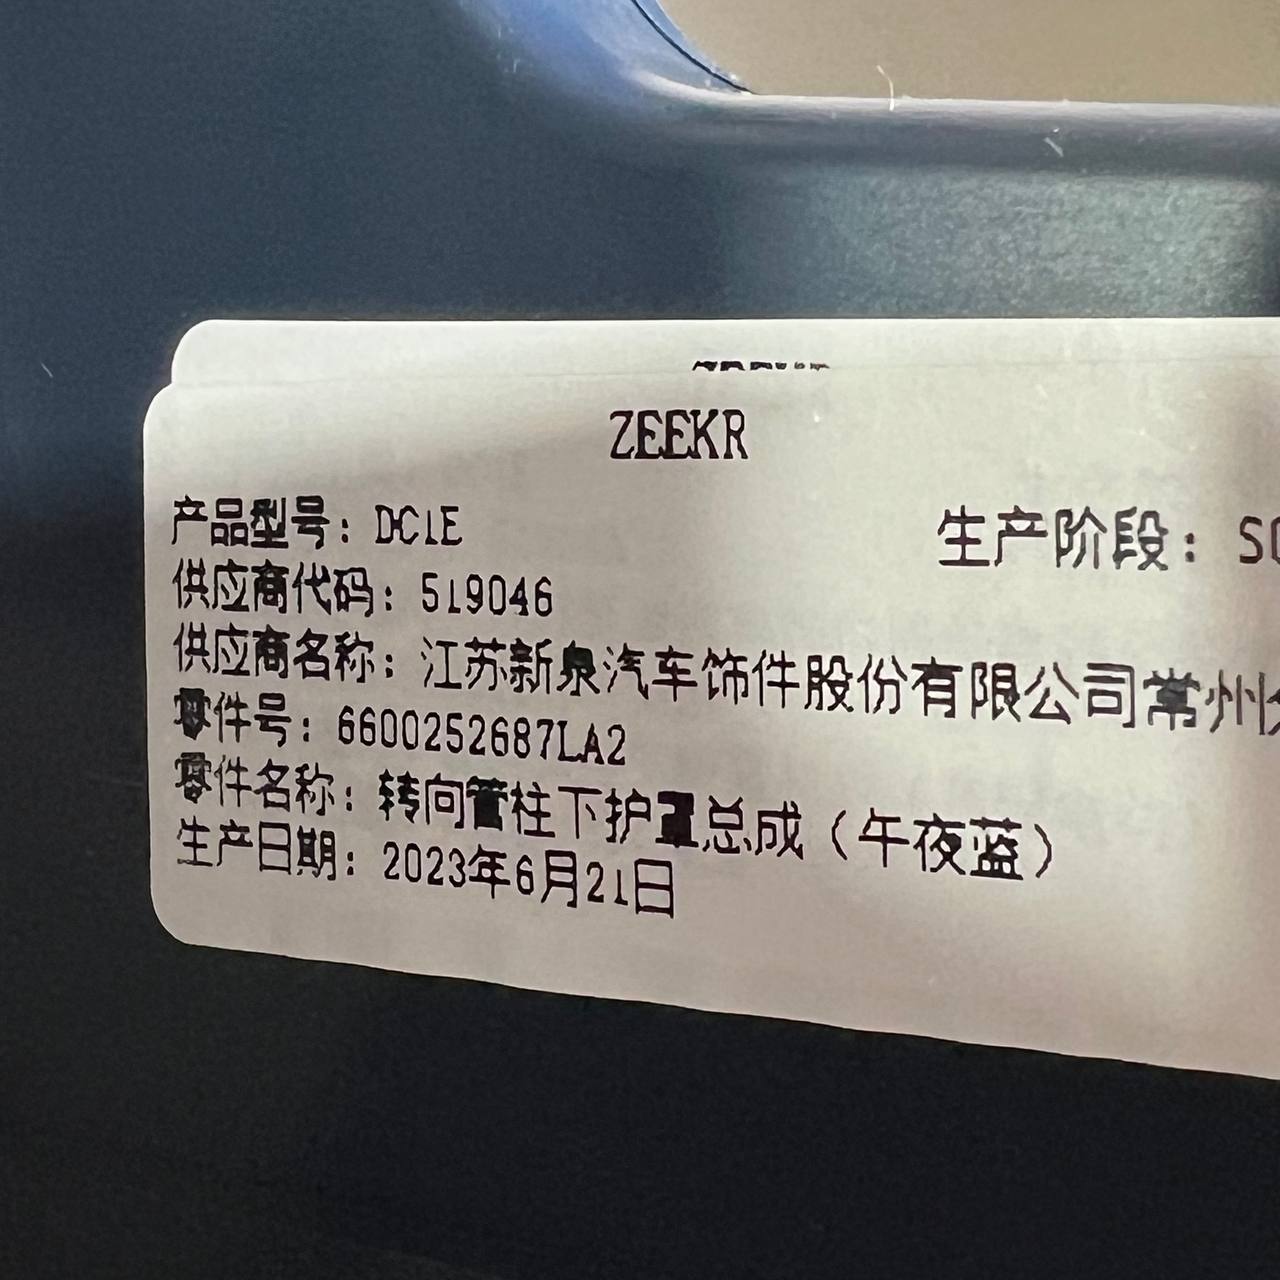 ZEEKR
产品型号：DC1E
生产阶段：
供应商代码：519046
供应商名称：江苏新泉汽车饰件股份有限公司常州
零件号：6600252687LA2
零件名称：转向管柱下护罩总成（午夜蓝）
生产日期：2023年6月21日